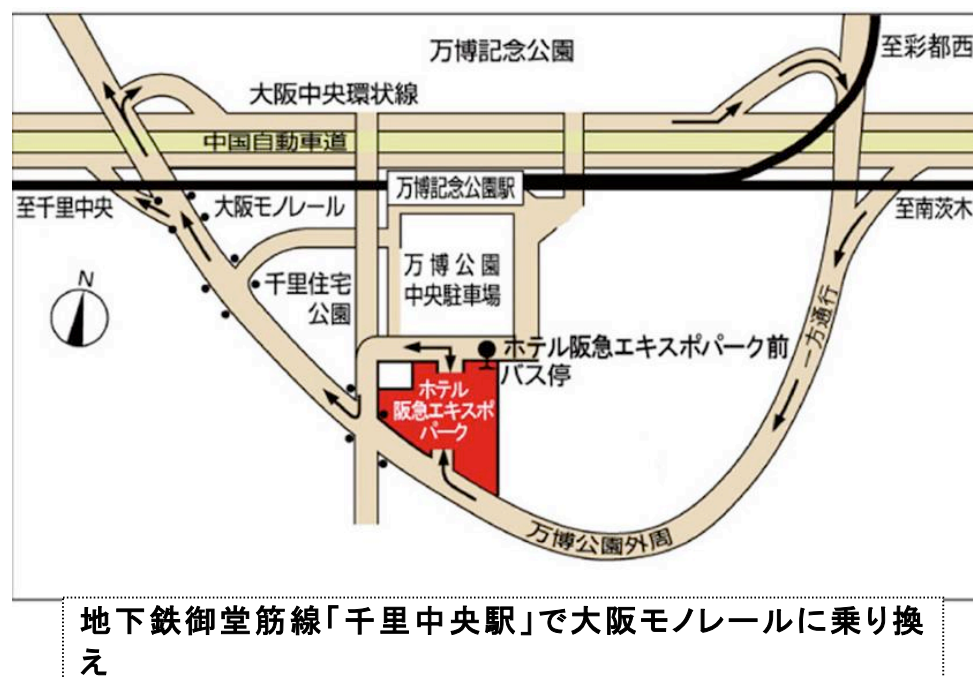 万博記念公園
至彩都西
大阪中央環状線
中国自動車道
万博記念公園駅
至千里中央
大阪モノレール
至南茨木
N
万博公園
中央駐車場
千里住宅
公園
一方通行
ホテル阪急エキスポパーク前
バス停
ホテル
阪急エキスポ
パーク
万博公園外周
地下鉄御堂筋線「千里中央駅」で大阪モノレールに乗り換
え